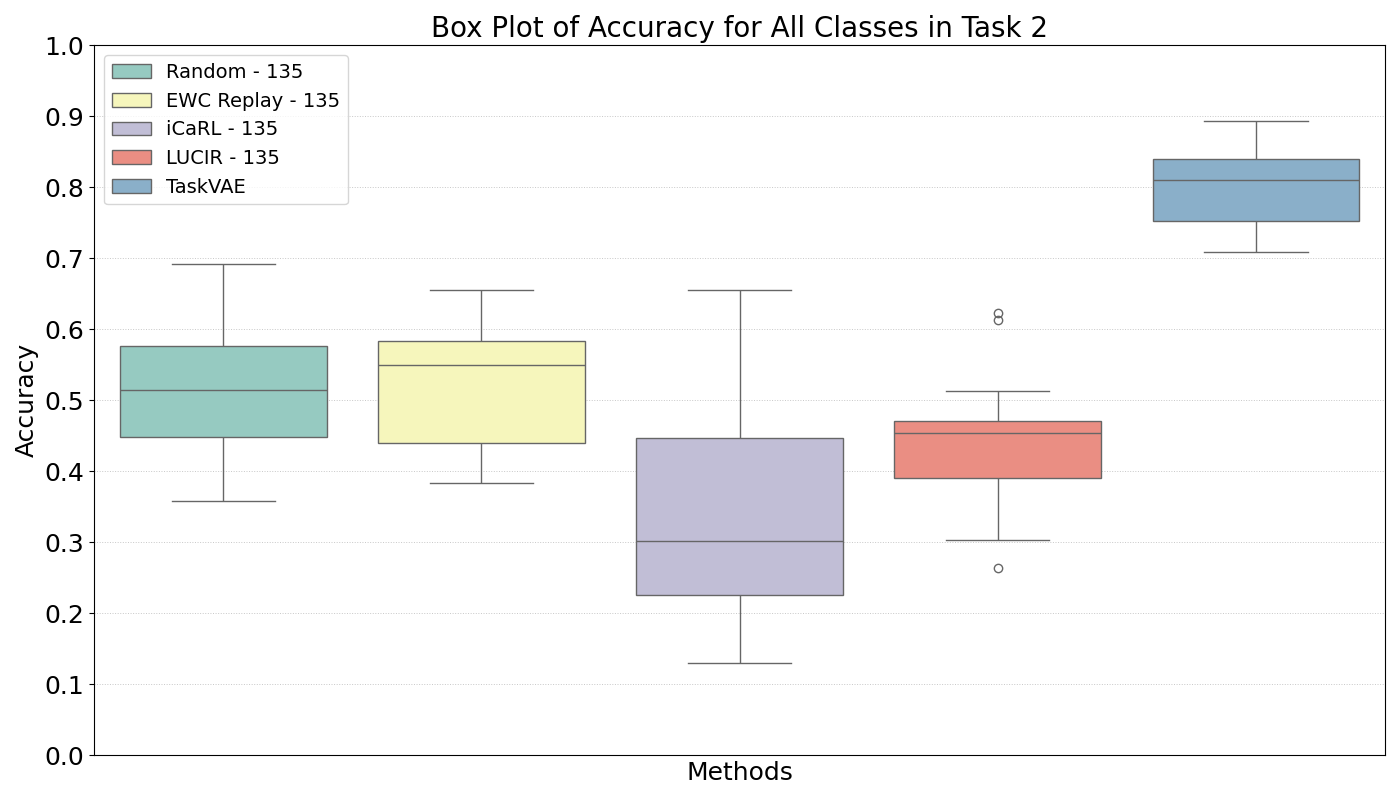 Box Plot of Accuracy for All Classes in Task 2
1.0
0.9
0.8
0.7
0.6
0.5
0.4
0.3
0.2
0.1
0.0
Accuracy
Random - 135
EWC Replay - 135
iCaRL - 135
LUCIR - 135
TaskVAE
Methods